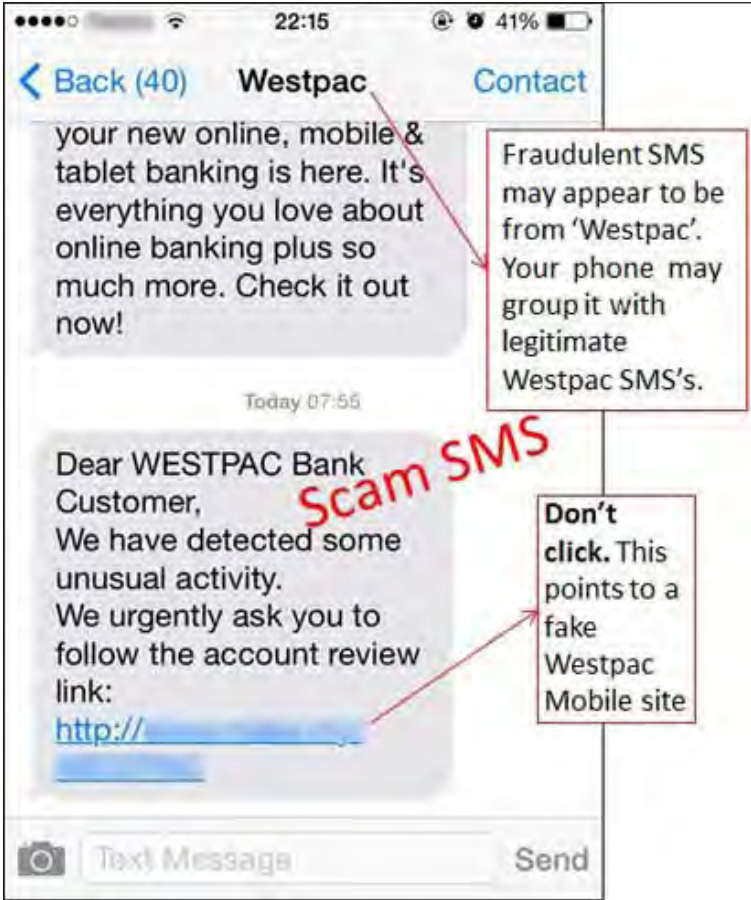 22:15
41%
Back (40)
Westpac
Contact
your new online, mobile &
tablet banking is here. It's
everything you love about
online banking plus so
much more. Check it out
now!
Fraudulent SMS
may appear to be
from ‘Westpac’.
Your phone may
group it with
legitimate
Westpac SMS's.
Today 07:55
Scam SMS
Dear WESTPAC Bank
Customer,
We have detected some
unusual activity.
We urgently ask you to
follow the account review
link:
http://
Don't
click. This
points to a
fake
Westpac
Mobile site
Text Message
Send